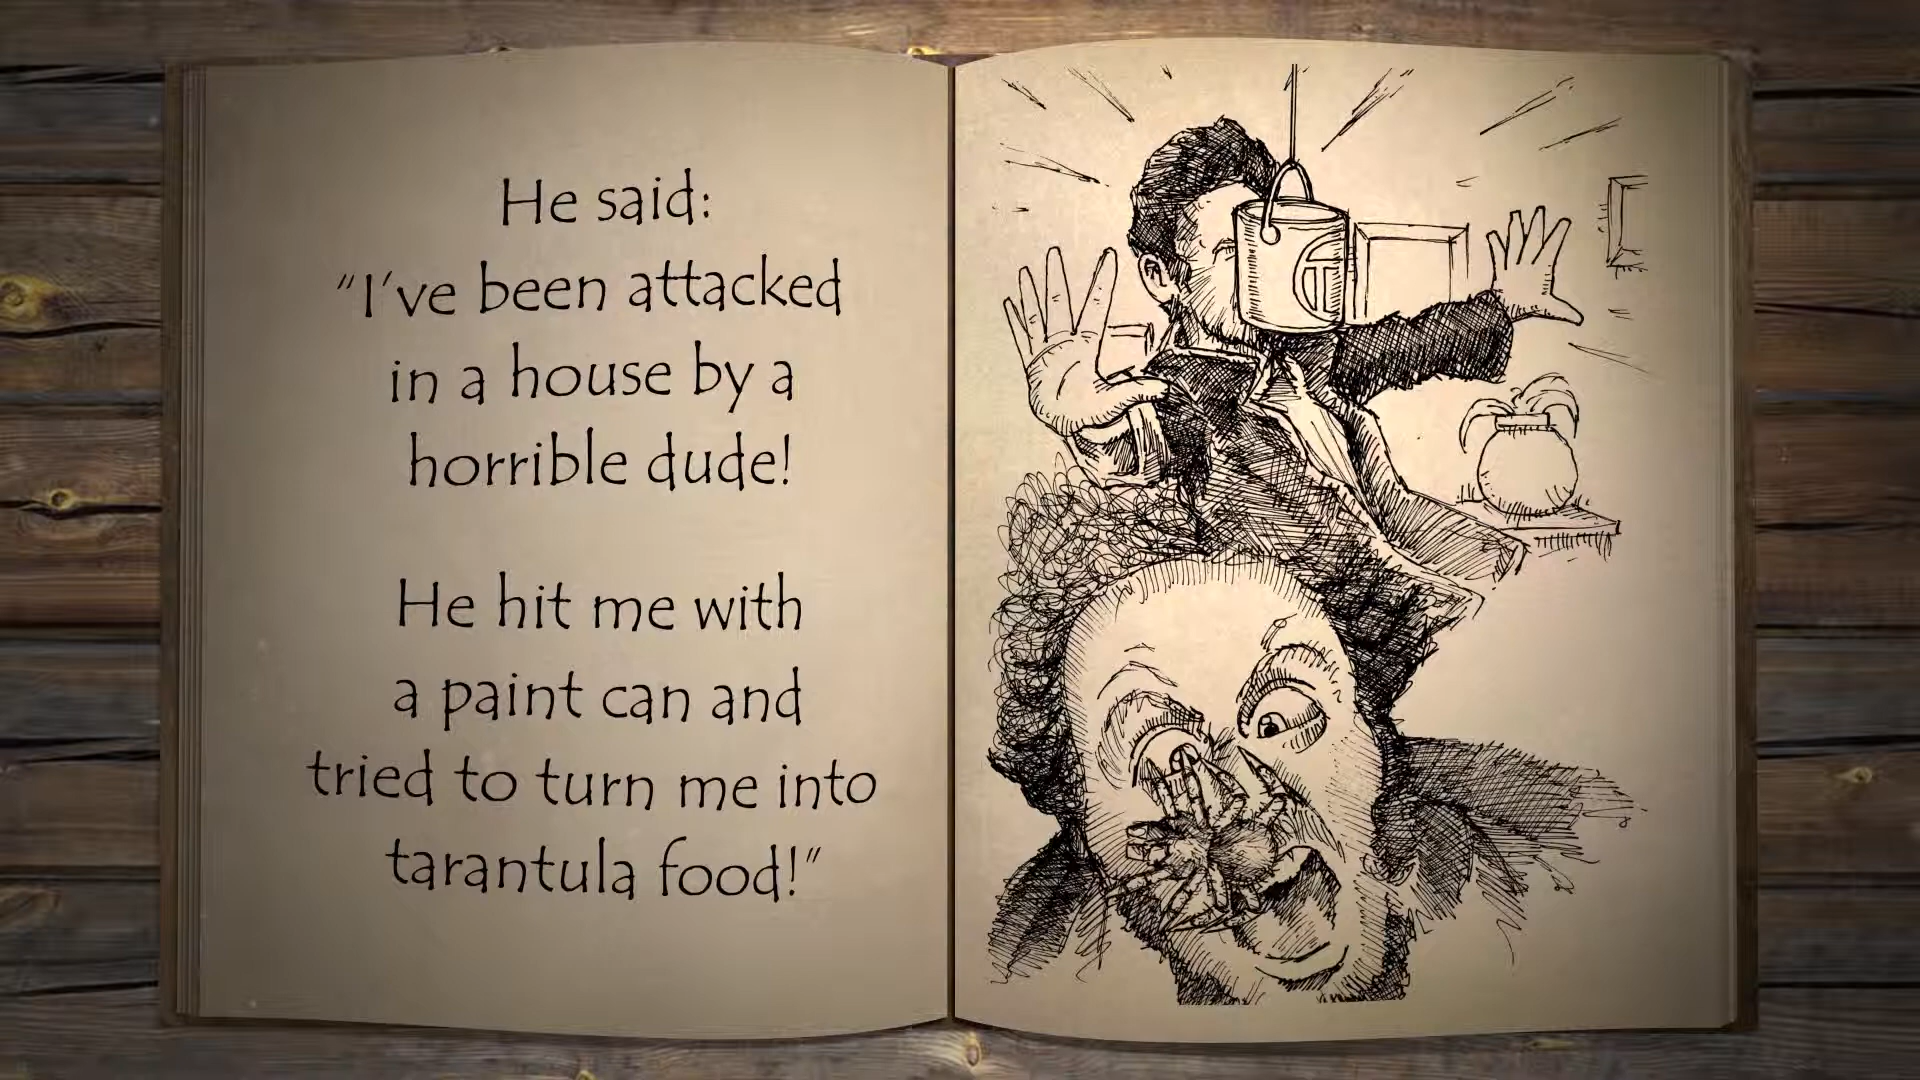 He said:
"I've been attacked
in a house by a
horrible dude!
He hit me with
a paint can and
tried to turn me into
tarantula food!"